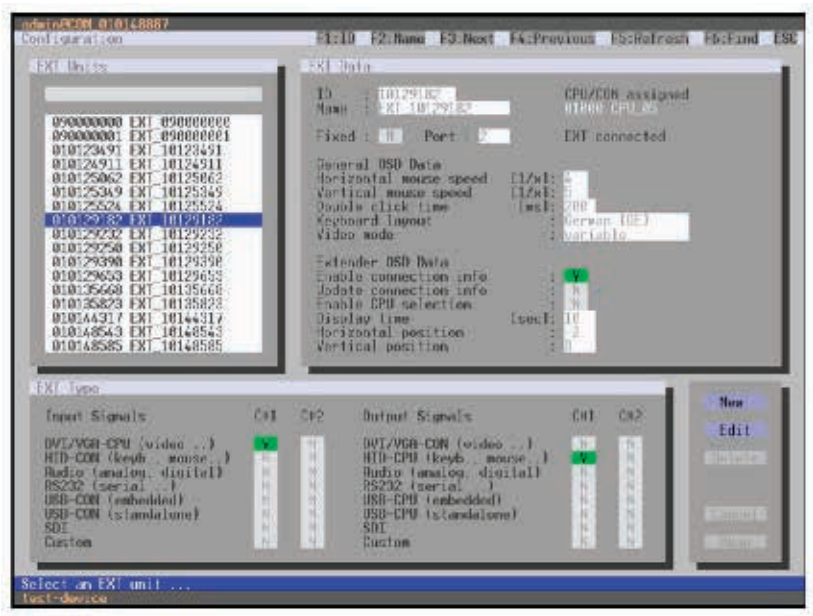 admin@CON_010148887
Configuration F1:ID F2:Name F3:Next F4:Previous F5:Refresh F6:Find ESC
EXT Units
090000000 EXT_090000000
090000001 EXT_090000001
010123491 EXT_10123491
010124911 EXT_10124911
010125062 EXT_10125062
010125349 EXT_10125349
010125524 EXT_10125524
010129182 EXT_10129182
010129232 EXT_10129232
010129250 EXT_10129250
010129390 EXT_10129390
010129653 EXT_10129653
010135668 EXT_10135668
010135823 EXT_10135823
010144317 EXT_10144317
010148543 EXT_10148543
010148585 EXT_10148585
EXT Data
ID : 10129182 CPU/CON assigned
Name : EXT_10129182 01000 CPU_05
Fixed : N Port : 2 EXT connected
General OSD Data
Horizontal mouse speed [1/x]: 4
Vertical mouse speed [1/x]: 5
Double click time [ms]: 200
Keyboard layout : German (DE)
Video mode : variable
Extender OSD Data
Enable connection info : Y
Update connection info : N
Enable CPU selection : N
Display time [sec]: 10
Horizontal position :
Vertical position : 0
EXT Type
Input Signals C#1 C#2
DVI/VGA-CPU (video ..) Y N
HID-CON (keyb., mouse..) N N
Audio (analog, digital) N N
RS232 (serial ..) N N
USB-CON (embedded) N N
USB-CON (standalone) N N
SDI N N
Custom N N
Output Signals C#1 C#2
DVI/VGA-CON (video ..) N N
HID-CPU (keyb., mouse..) Y N
Audio (analog, digital) N N
RS232 (serial ..) N N
USB-CPU (embedded) N N
USB-CPU (standalone) N N
SDI N N
Custom N N
New
Edit
Delete
Cancel
Select an EXT unit ...
test-device